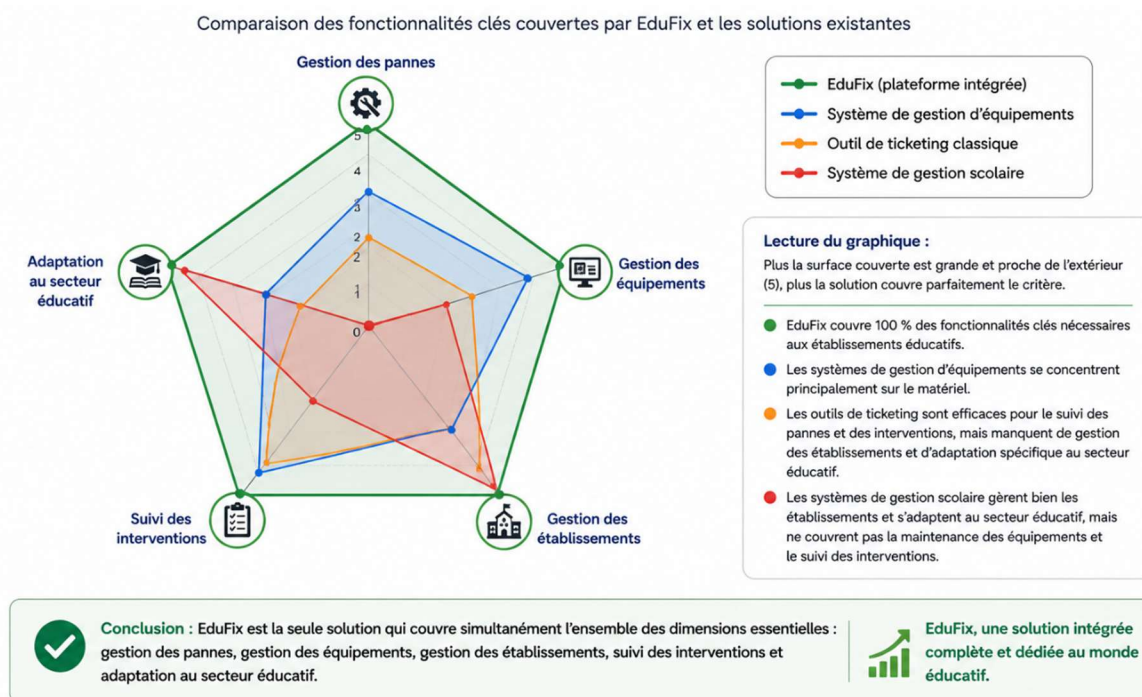 Comparaison des fonctionnalités clés couvertes par EduFix et les solutions existantes
Gestion des pannes
5
4
3
3
2
2
1
1
0
Adaptation
au secteur
éducatif
Gestion des
équipements
Suivi des
interventions
Gestion des
établissements
EduFix (plateforme intégrée)
Système de gestion d'équipements
Outil de ticketing classique
Système de gestion scolaire
Lecture du graphique :
Plus la surface couverte est grande et proche de l'extérieur
(5), plus la solution couvre parfaitement le critère.
EduFix couvre 100 % des fonctionnalités clés nécessaires
aux établissements éducatifs.
Les systèmes de gestion d'équipements se concentrent
principalement sur le matériel.
Les outils de ticketing sont efficaces pour le suivi des
pannes et des interventions, mais manquent de gestion
des établissements et d'adaptation spécifique au secteur
éducatif.
Les systèmes de gestion scolaire gèrent bien les
établissements et s'adaptent au secteur éducatif, mais
ne couvrent pas la maintenance des équipements et
le suivi des interventions.
Conclusion : EduFix est la seule solution qui couvre simultanément l'ensemble des dimensions essentielles :
gestion des pannes, gestion des équipements, gestion des établissements, suivi des interventions et
adaptation au secteur éducatif.
EduFix, une solution intégrée
complète et dédiée au monde
éducatif.